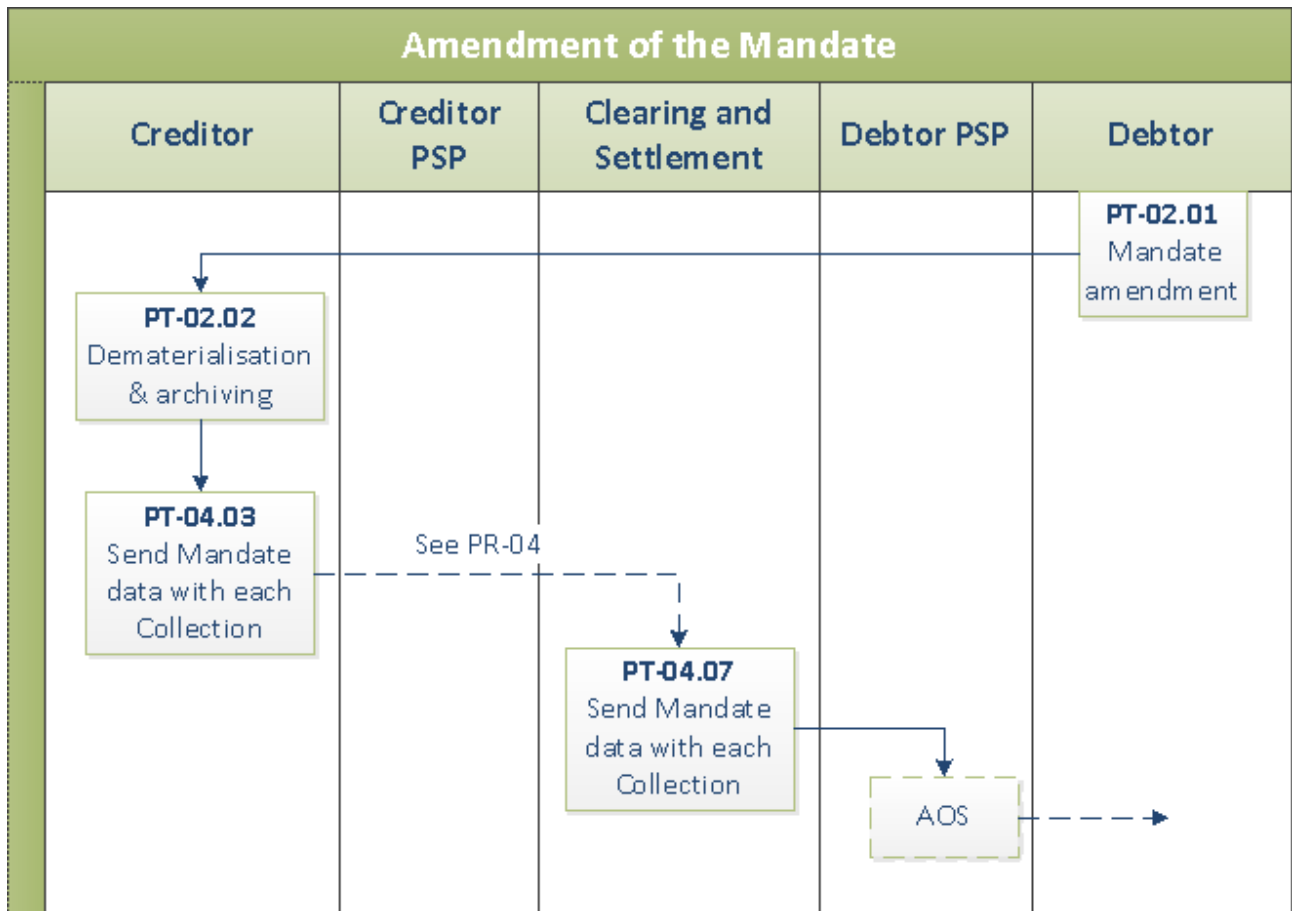 Amendment of the Mandate
Creditor
Creditor
PSP
Clearing and
Settlement
Debtor PSP
Debtor
PT-02.01
Mandate
amendment
PT-02.02
Dematerialisation
& archiving
PT-04.03
Send Mandate
data with each
Collection
See PR-04
PT-04.07
Send Mandate
data with each
Collection
AOS